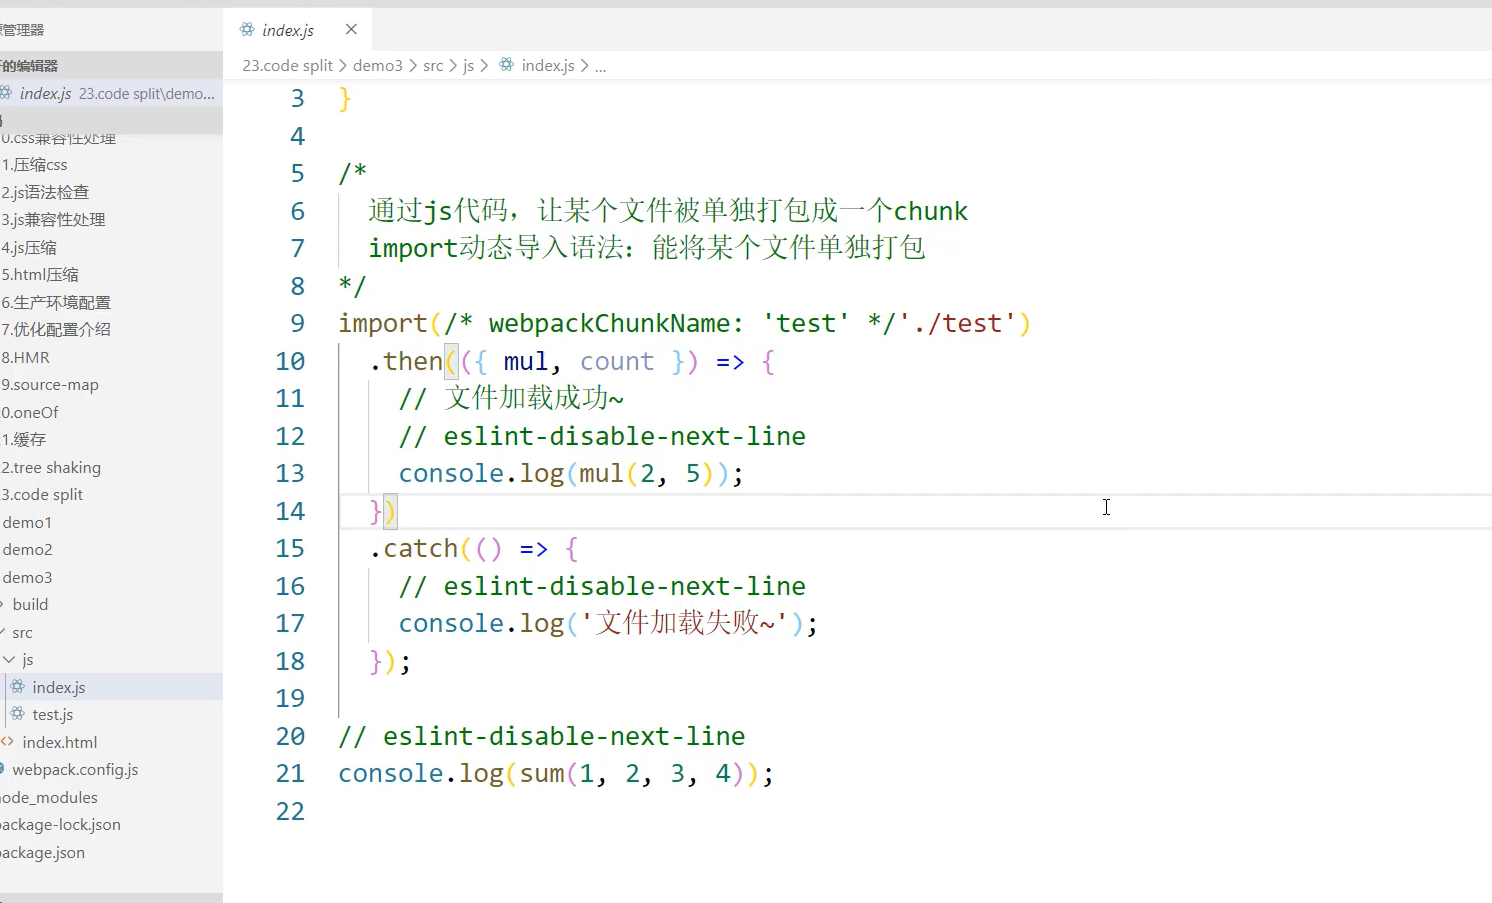 管理器
index.js
的编辑器
index.js 23.code split\demo...
0.css兼容性处理
1.压缩css
2.js语法检查
3.js兼容性处理
4.js压缩
5.html压缩
6.生产环境配置
7.优化配置介绍
8.HMR
9.source-map
0.oneOf
1.缓存
2.tree shaking
3.code split
demo1
demo2
demo3
build
src
js
index.js
test.js
index.html
webpack.config.js
node_modules
package-lock.json
package.json
23.code split > demo3 > src > js > index.js > ...
3 }
4
5 /*
6 通过js代码，让某个文件被单独打包成一个chunk
7 import动态导入语法：能将某个文件单独打包
8 */
9 import(/* webpackChunkName: 'test' */'./test')
10 .then(({ mul, count }) => {
11 // 文件加载成功~
12 // eslint-disable-next-line
13 console.log(mul(2, 5));
14 })
15 .catch(() => {
16 // eslint-disable-next-line
17 console.log('文件加载失败~');
18 });
19
20 // eslint-disable-next-line
21 console.log(sum(1, 2, 3, 4));
22